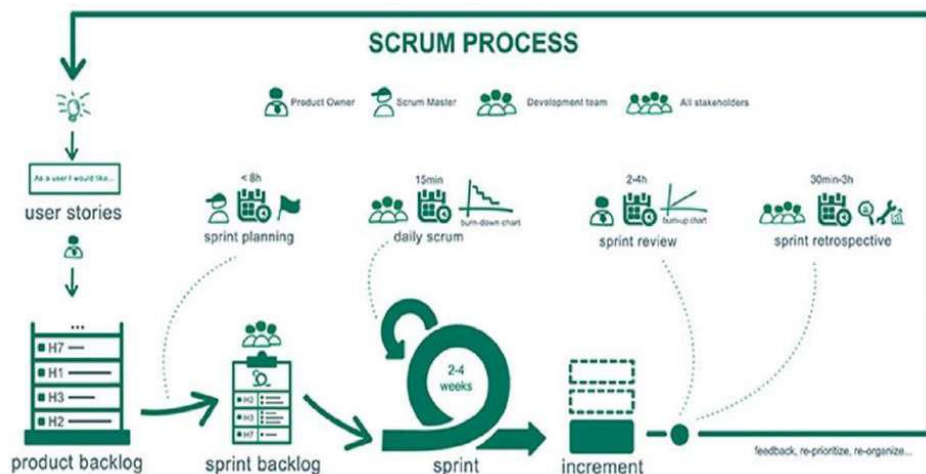 SCRUM PROCESS
Product Owner
Scrum Master
Development team
All stakeholders
As a user I would like...
user stories
< 8h
sprint planning
15min
burn-down chart
daily scrum
2-4h
burn-up chart
sprint review
30min-3h
sprint retrospective
...
H7
H1
H3
H2
product backlog
H2
H3
H7
sprint backlog
2-4
weeks
sprint
increment
feedback, re-prioritize, re-organize...